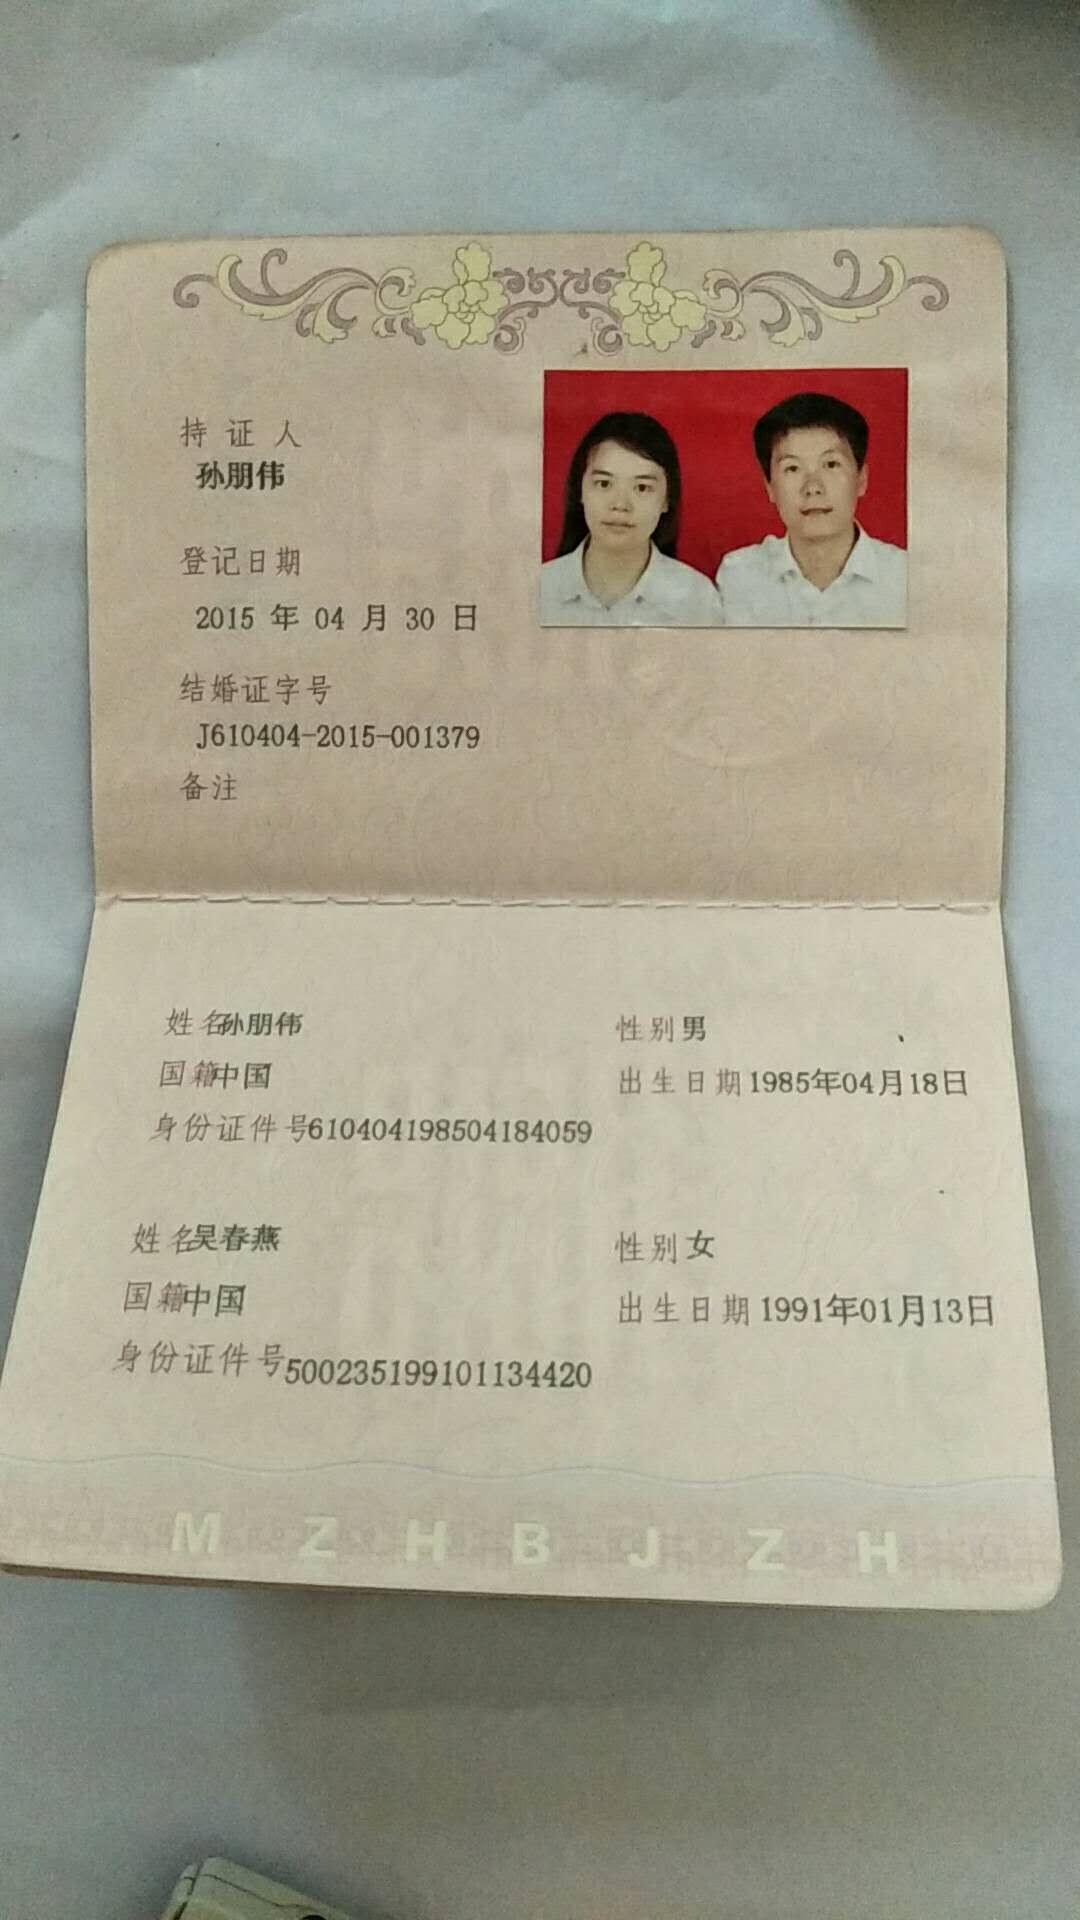 持证人
孙朋伟
登记日期
2015 年 04 月 30 日
结婚证字号
J610404-2015-001379
备注
姓名孙朋伟 性别男
国籍中国 出生日期1985年04月18日
身份证件号610404198504184059
姓名吴春燕 性别女
国籍中国 出生日期1991年01月13日
身份证件号500235199101134420
M Z H B J Z H